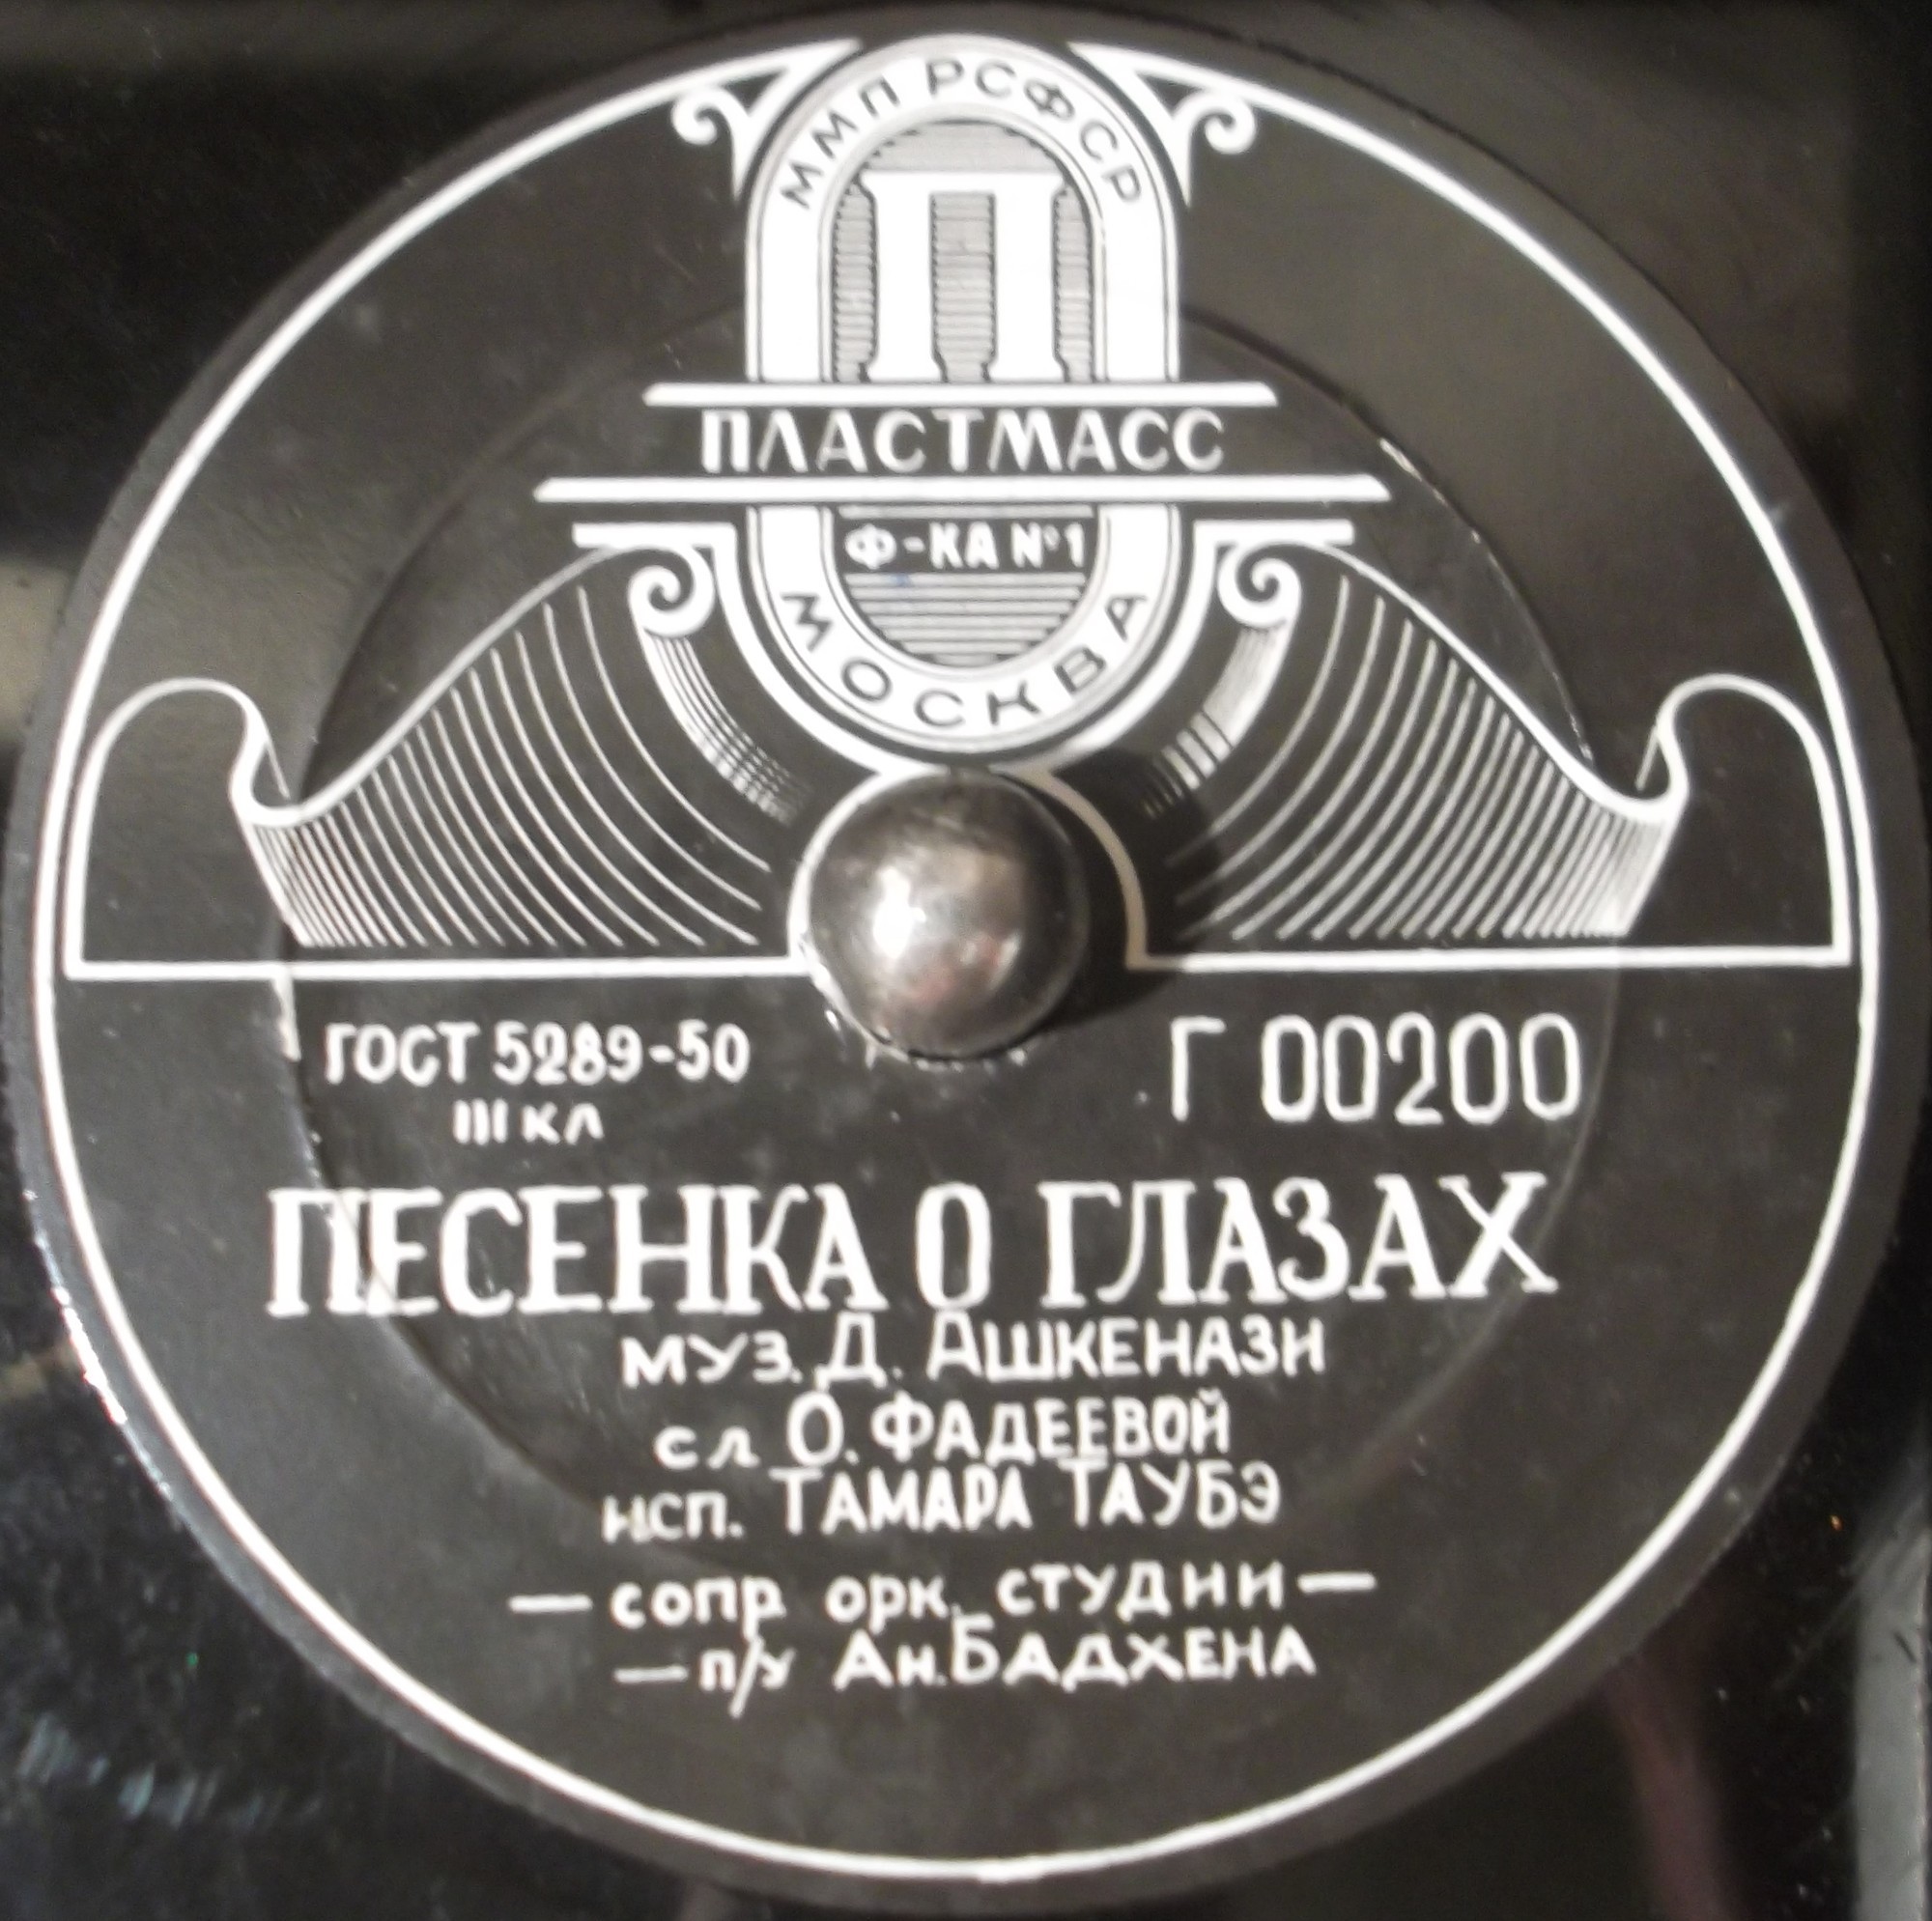 ММП РСФСР
П
ПЛАСТМАСС
Ф-КА №1
МОСКВА
ГОСТ 5289-50
III КЛ
Г 00200
ПЕСЕНКА О ГЛАЗАХ
МУЗ. Д. АШКЕНАЗИ
сл О. ФАДЕЕВОЙ
исп. ТАМАРА ТАУБЭ
— сопр орк. студии —
— п/у Ан. БАДХЕНА